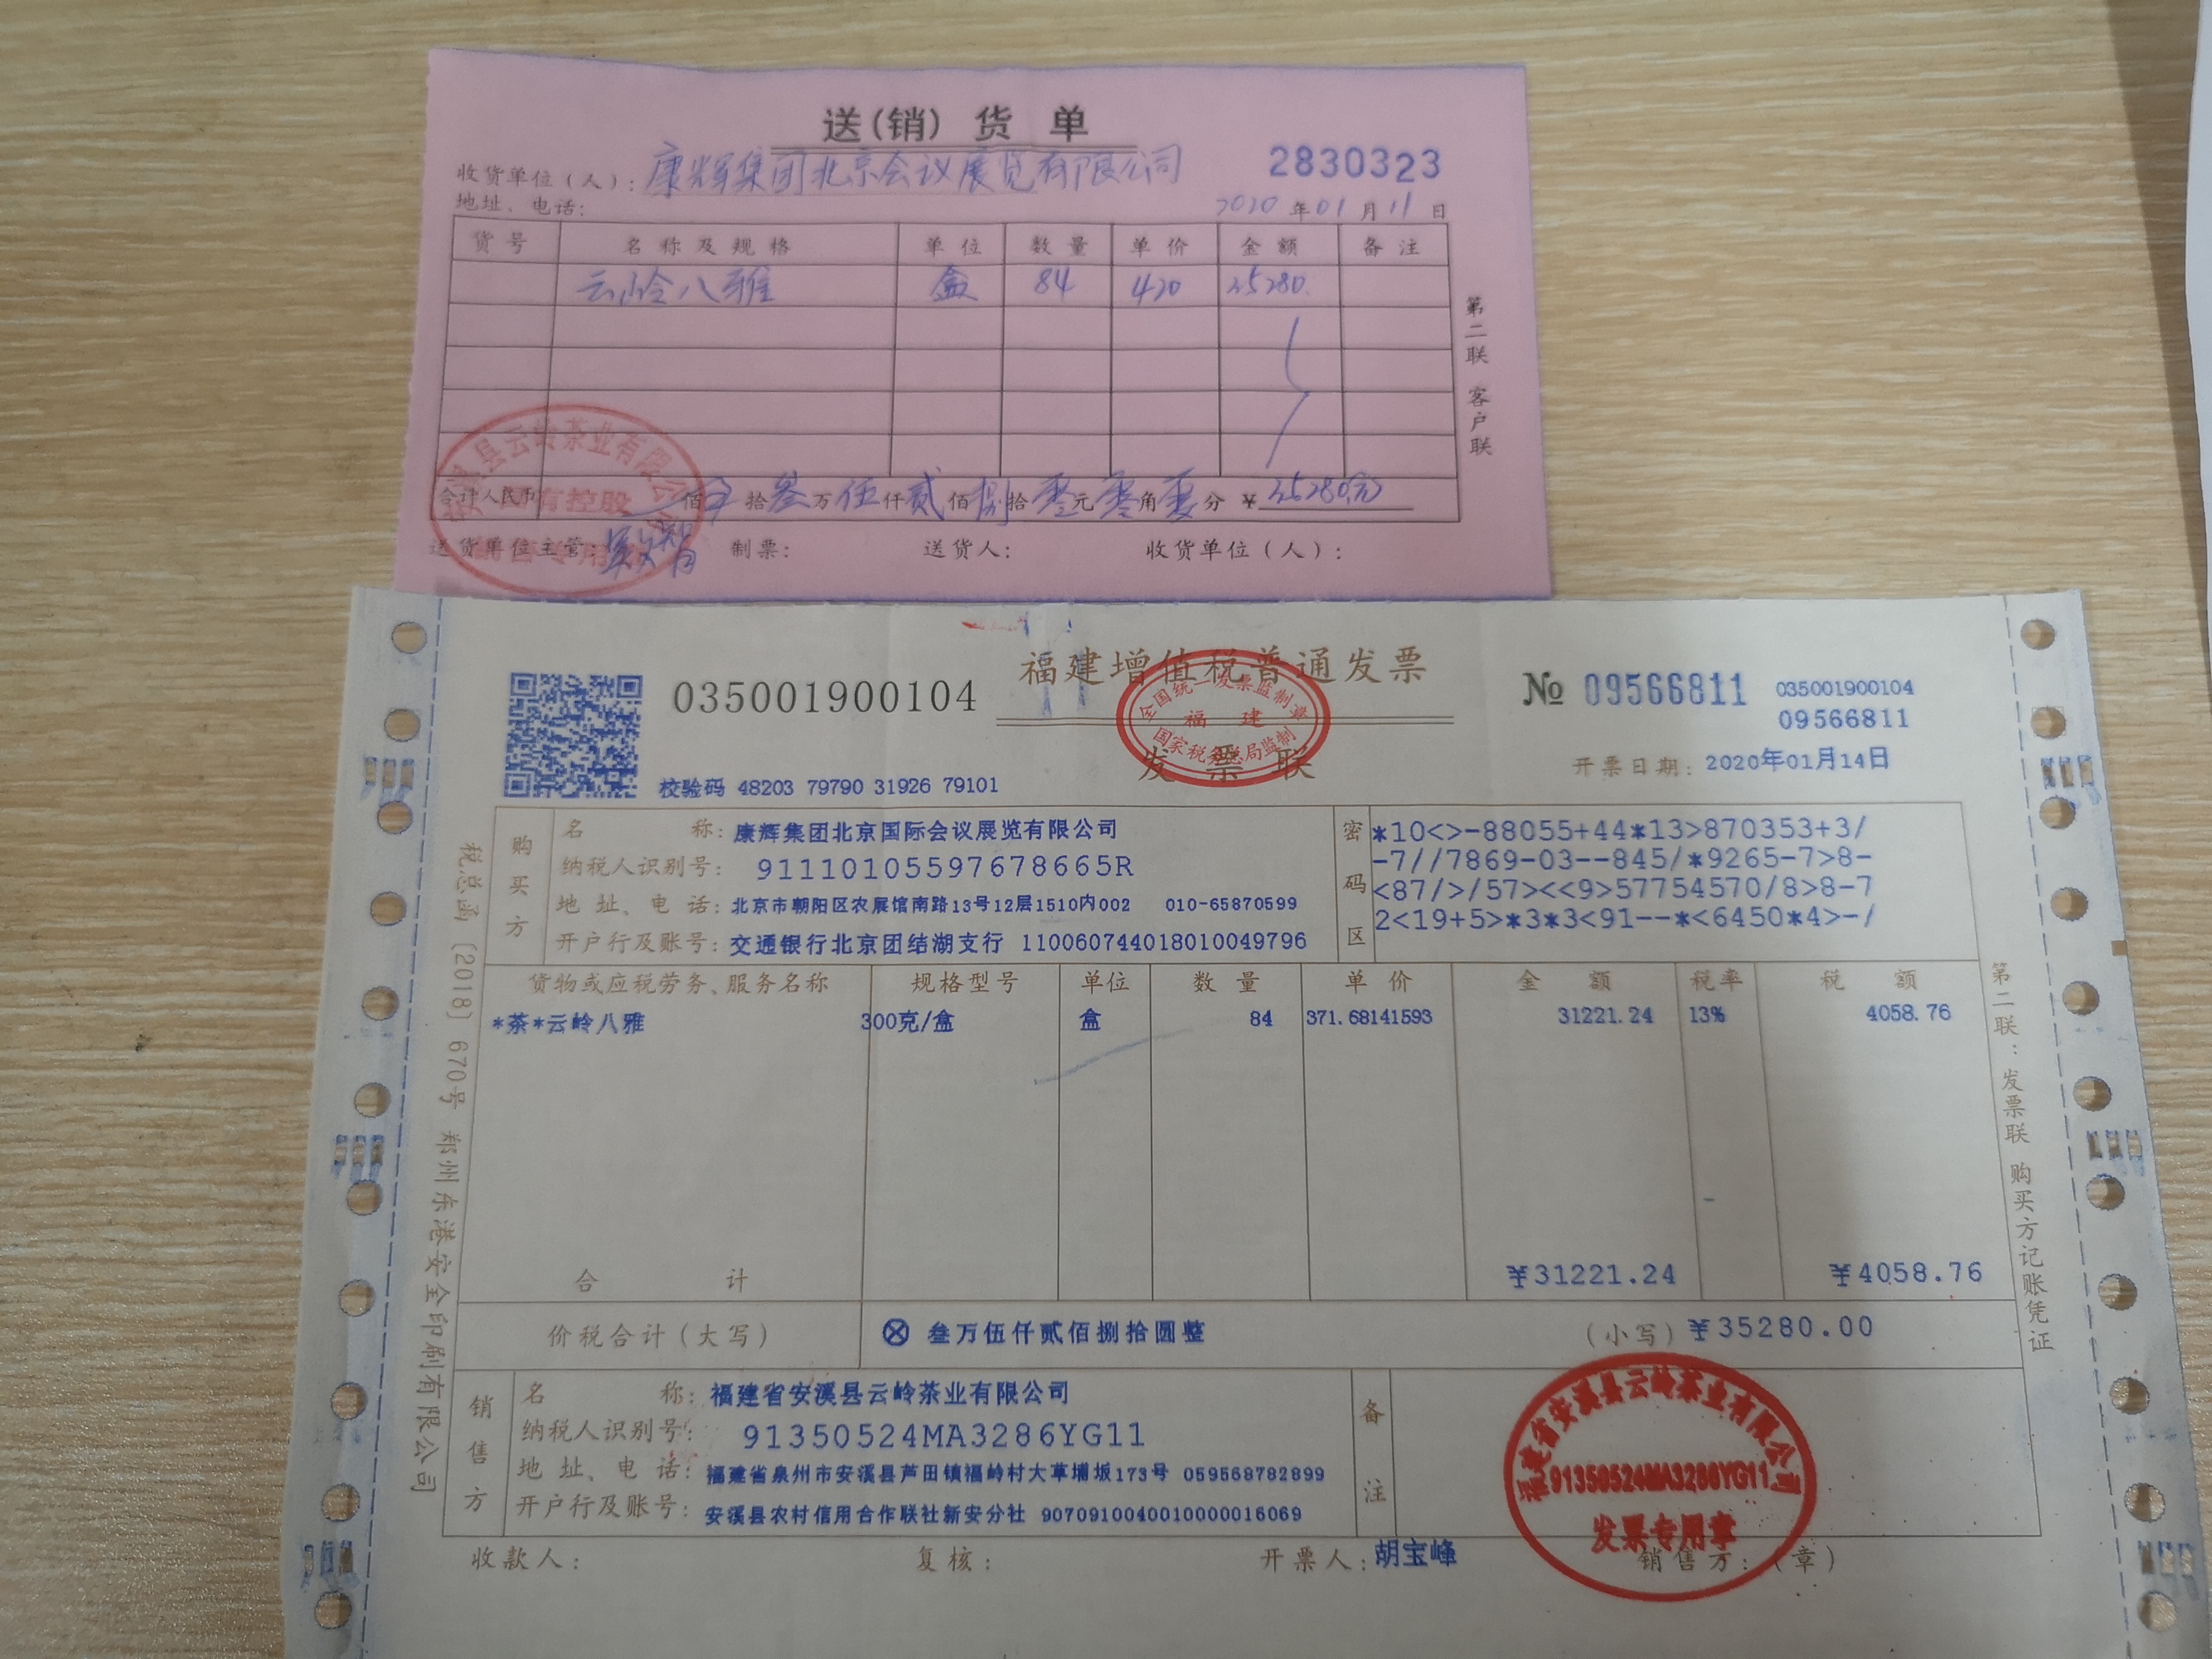 送(销) 货 单
收货单位(人): 康辉集团北京会议展览有限公司 2830323
地址、电话: 2020 年 01 月 11 日
货号 名称及规格 单位 数量 单价 金额 备注
云岭八雅 盒 84 420 35280
第二联 客户联
合计人民币 佰 拾叁万伍仟贰佰捌拾零元零角零分 ¥ 35280元
送货单位主管: 制票: 送货人: 收货单位(人):
福建增值税普通发票
035001900104 № 09566811 035001900104
09566811
全国统一发票监制章
福建
国家税务总局监制
发票联
校验码 48203 79790 31926 79101 开票日期: 2020年01月14日
税总函〔2018〕670号 郑州东港安全印刷有限公司
购买方
名称: 康辉集团北京国际会议展览有限公司
纳税人识别号: 91110105597678665R
地址、电话: 北京市朝阳区农展馆南路13号12层1510内002 010-65870599
开户行及账号: 交通银行北京团结湖支行 110060744018010049796
密码区
*10<>-88055+44*13>870353+3/
-7//7869-03--845/*9265-7>8-
<87/>/57><<9>57754570/8>8-7
2<19+5>*3*3<91--*<6450*4>-/
货物或应税劳务、服务名称 规格型号 单位 数量 单价 金额 税率 税额
*茶*云岭八雅 300克/盒 盒 84 371.68141593 31221.24 13% 4058.76
合计 ¥31221.24 ¥4058.76
价税合计(大写) ⊗ 叁万伍仟贰佰捌拾圆整 (小写) ¥35280.00
第二联:发票联 购买方记账凭证
销售方
名称: 福建省安溪县云岭茶业有限公司
纳税人识别号: 91350524MA3286YG11
地址、电话: 福建省泉州市安溪县芦田镇福岭村大草埔坂173号 059568782899
开户行及账号: 安溪县农村信用合作联社新安分社 9070910040010000016069
备注
福建省安溪县云岭茶业有限公司
91350524MA3286YG11
发票专用章
收款人: 复核: 开票人: 胡宝峰 销售方:(章)